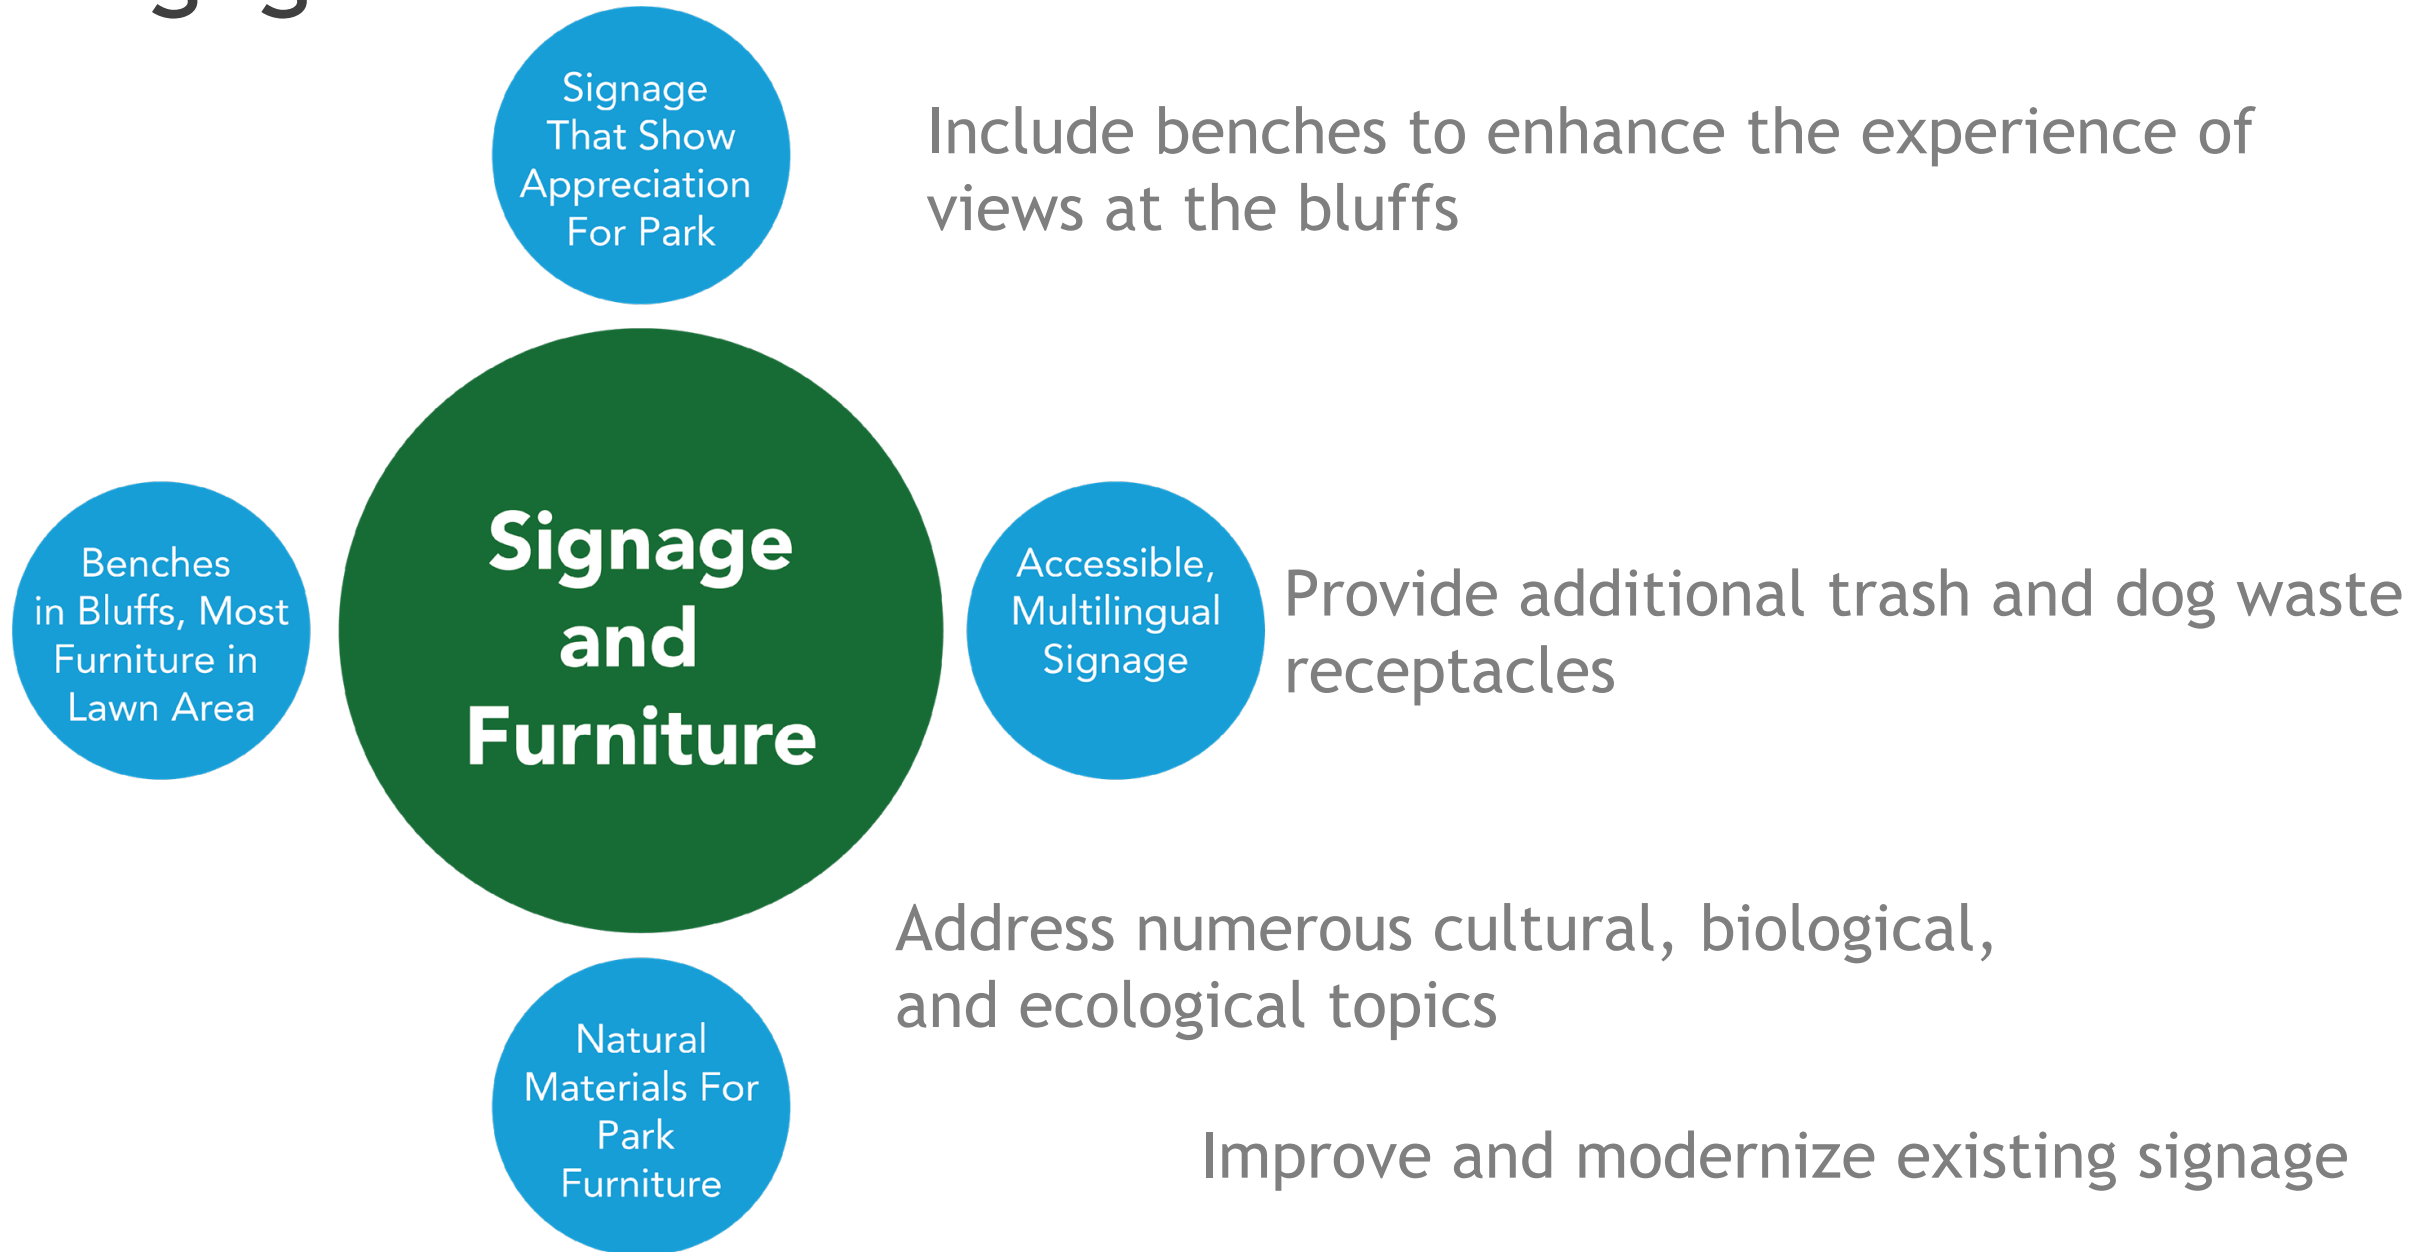 Signage
That Show
Appreciation
For Park
Include benches to enhance the experience of
views at the bluffs
Benches
in Bluffs, Most
Furniture in
Lawn Area
Signage
and
Furniture
Accessible,
Multilingual
Signage
Provide additional trash and dog waste
receptacles
Address numerous cultural, biological,
and ecological topics
Natural
Materials For
Park
Furniture
Improve and modernize existing signage